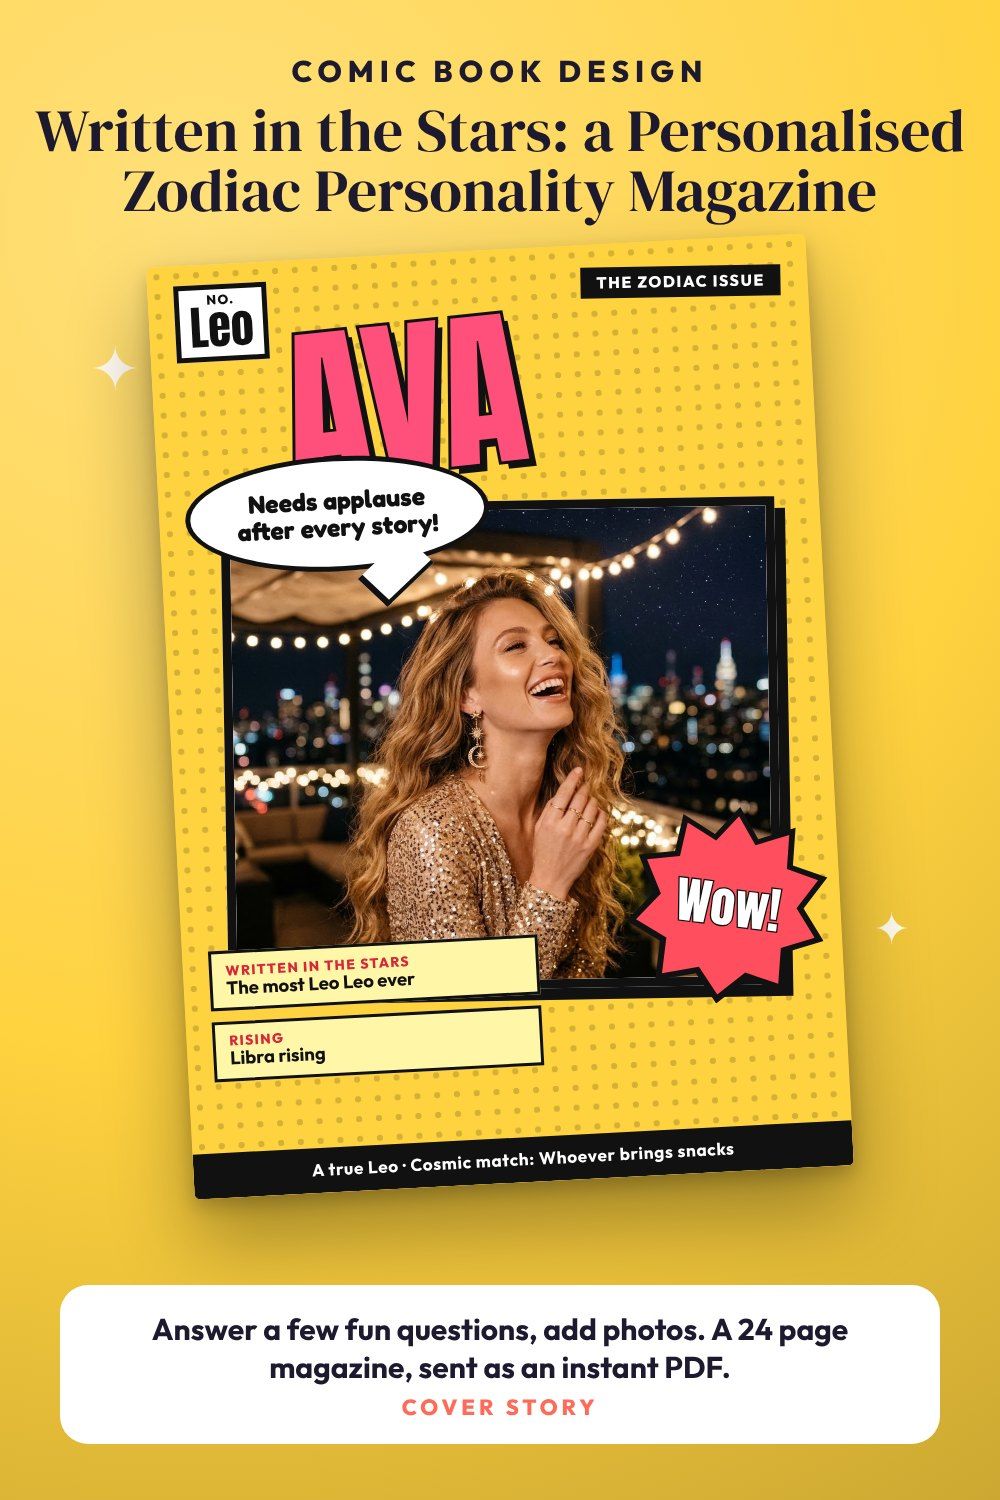 COMIC BOOK DESIGN
Written in the Stars: a Personalised
Zodiac Personality Magazine
THE ZODIAC ISSUE
NO.
Leo
AVA
Needs applause
after every story!
Wow!
WRITTEN IN THE STARS
The most Leo Leo ever
RISING
Libra rising
A true Leo · Cosmic match: Whoever brings snacks
Answer a few fun questions, add photos. A 24 page
magazine, sent as an instant PDF.
COVER STORY